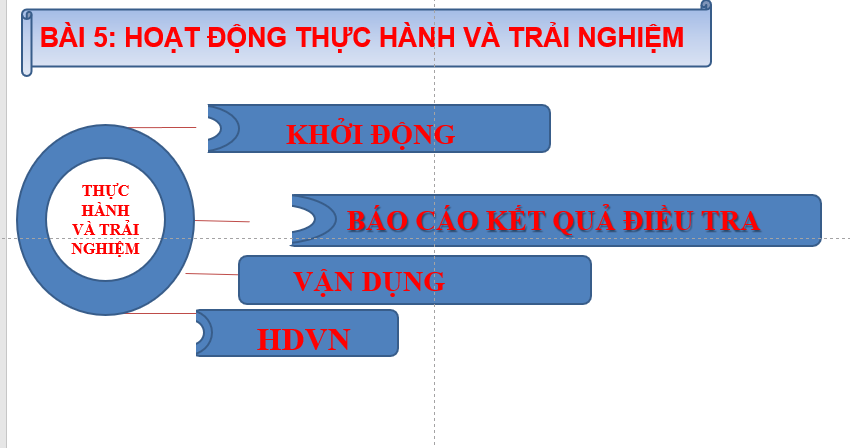 BÀI 5: HOẠT ĐỘNG THỰC HÀNH VÀ TRẢI NGHIỆM
KHỞI ĐỘNG
THỰC
HÀNH
VÀ TRẢI
NGHIỆM
BÁO CÁO KẾT QUẢ ĐIỀU TRA
VẬN DỤNG
HDVN